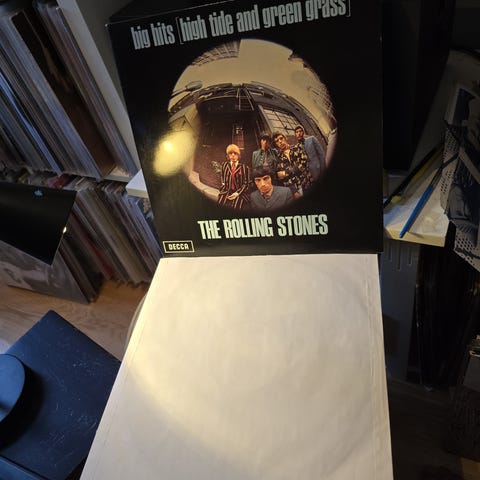 big hits [high tide and green grass]
THE ROLLING STONES
DECCA